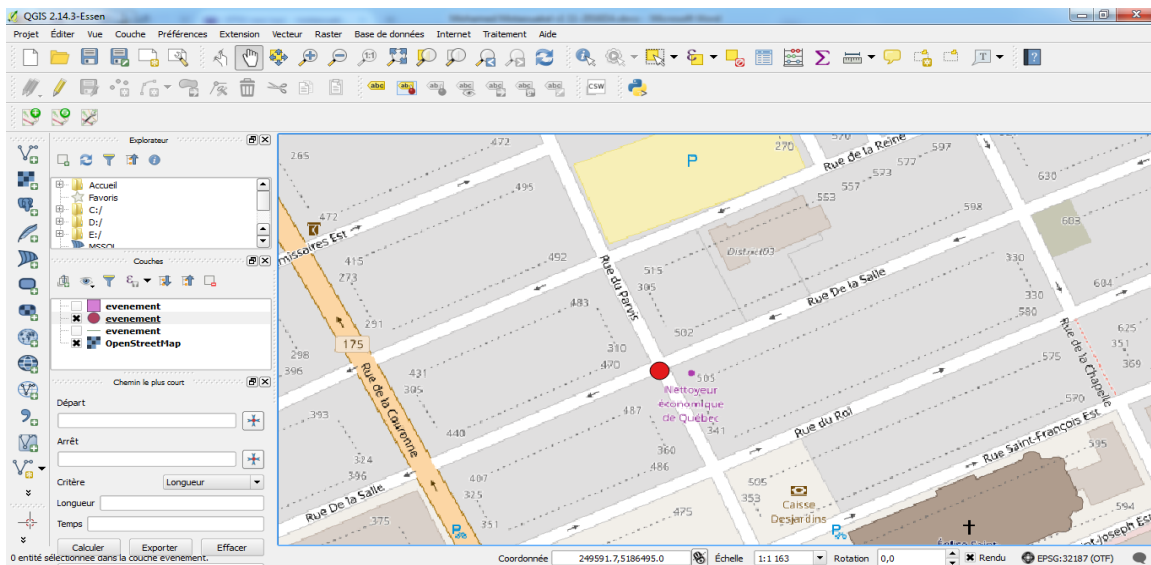 QGIS 2.14.3-Essen
Projet Éditer Vue Couche Préférences Extension Vecteur Raster Base de données Internet Traitement Aide
abc
abc
CSW
Explorateur
Accueil
Favoris
C:/
D:/
E:/
MSSQL
Couches
evenement
evenement
evenement
OpenStreetMap
Chemin le plus court
Départ
Arrêt
Critère Longueur
Longueur
Temps
Calculer Exporter Effacer
0 entité sélectionnée dans la couche evenement.
472
265
P
270
Rue de la Reine
597
577
573
557
553
630
495
472
missaires Est
598
603
District03
415
273
492
515
305
Rue du Parvis
Rue De la Salle
330
604
483
330
580
291
175
502
310
470
625
351
369
Rue de la Chapelle
298
396
431
305
505
Nettoyeur
économique
de Québec
575
Rue de la Couronne
393
487
341
570
440
360
486
Rue du Roi
Rue Saint-François Est
595
324
396
407
325
505
353
Caisse
Desjardins
594
Rue De la Salle
375
351
475
Coordonnée 249591.7,5186495.0 Échelle 1:1 163 Rotation 0,0 Rendu EPSG:32187 (OTF)